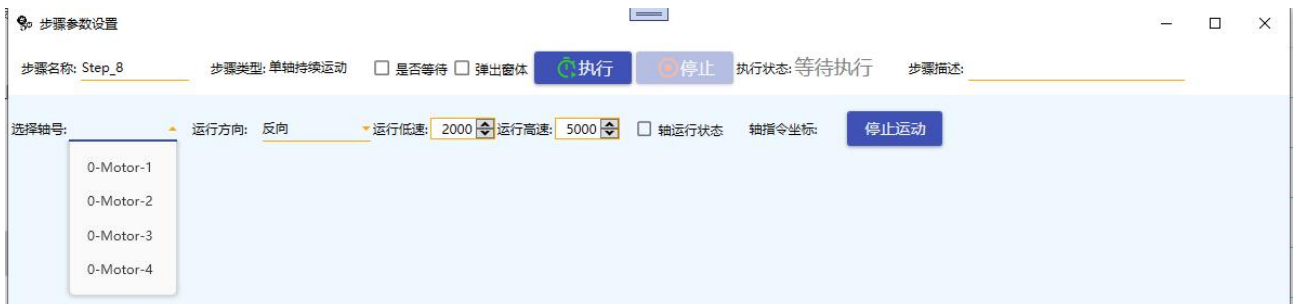 步骤参数设置
步骤名称: Step_8 步骤类型: 单轴持续运动 是否等待 弹出窗体 执行 停止 执行状态: 等待执行 步骤描述:
选择轴号: 运行方向: 反向 运行低速: 2000 运行高速: 5000 轴运行状态 轴指令坐标: 停止运动
0-Motor-1
0-Motor-2
0-Motor-3
0-Motor-4